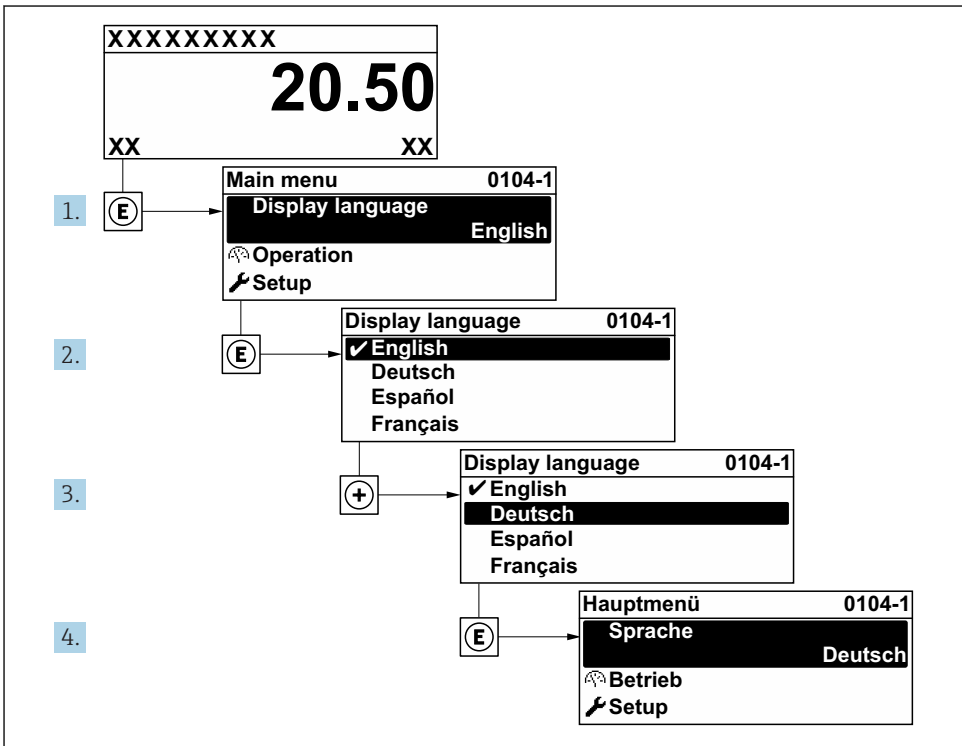 XXXXXXXXX
20.50
XX XX
1. E
Main menu 0104-1
Display language
English
Operation
Setup
2. E
Display language 0104-1
✔ English
Deutsch
Español
Français
3. +
Display language 0104-1
✔ English
Deutsch
Español
Français
4. E
Hauptmenü 0104-1
Sprache
Deutsch
Betrieb
Setup